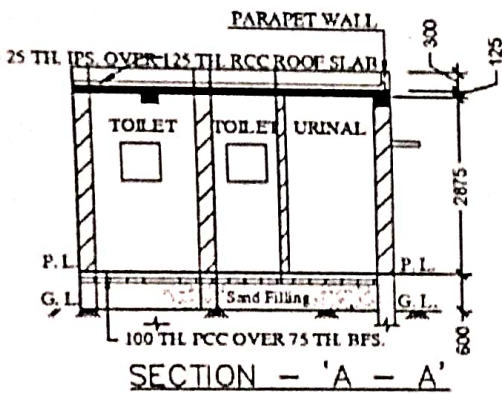 PARAPET WALL
25 TH. IPS. OVER 125 TH. RCC ROOF SLAB
300
125
TOILET TOILET URINAL
2875
P. L. P. L.
G. L. Sand Filling G. L.
600
100 TH. PCC OVER 75 TH. BFS.
SECTION - 'A - A'